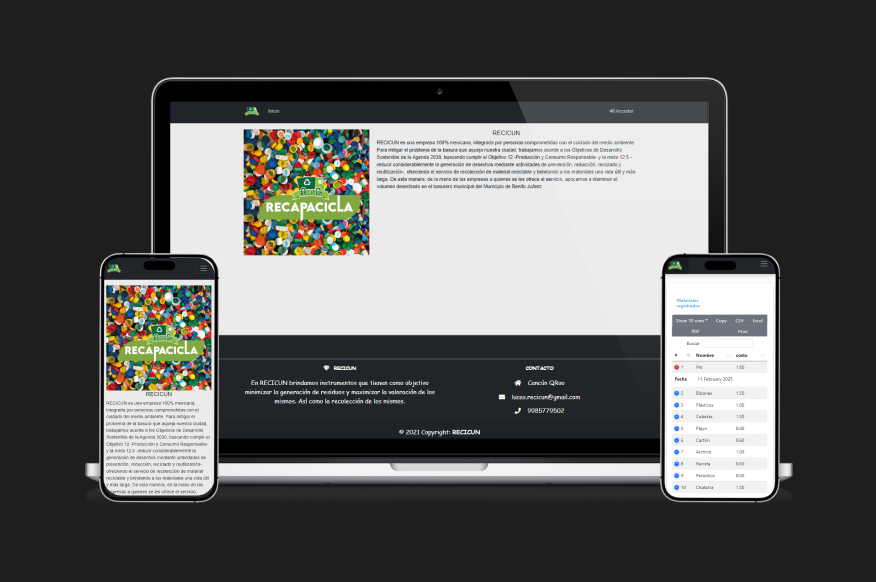 Inicio
Acceder
RECICUN
RECICUN es una empresa 100% mexicana, integrada por personas comprometidas con el cuidado del medio ambiente.
Para mitigar el problema de la basura que aqueja nuestra ciudad, trabajamos acorde a los Objetivos de Desarrollo
Sostenible de la Agenda 2030, buscando cumplir el Objetivo 12 -Producción y Consumo Responsable- y la meta 12.5 -
reducir considerablemente la generación de desechos mediante actividades de prevención, reducción, reciclado y
reutilización-, ofreciendo el servicio de recolección de material reciclable y brindando a los materiales una vida útil y más
larga. De esta manera, de la mano de las empresas a quienes se les ofrece el servicio, apoyamos a disminuir el
volumen desechado en el basurero municipal del Municipio de Benito Juárez.
RECAPACICLA
RECICUN
En RECICUN brindamos instrumentos que tienen como objetivo
minimizar la generación de residuos y maximizar la valoración de los
mismos. Así como la recolección de los mismos.
CONTACTO
Cancún QRoo
lucas.recicun@gmail.com
9985779502
© 2021 Copyright: RECICUN
RECAPACICLA
RECICUN
RECICUN es una empresa 100% mexicana,
integrada por personas comprometidas con el
cuidado del medio ambiente. Para mitigar el
problema de la basura que aqueja nuestra ciudad,
trabajamos acorde a los Objetivos de Desarrollo
Sostenible de la Agenda 2030, buscando cumplir el
Objetivo 12 -Producción y Consumo Responsable-
y la meta 12.5 -reducir considerablemente la
generación de desechos mediante actividades de
prevención, reducción, reciclado y reutilización-,
ofreciendo el servicio de recolección de material
reciclable y brindando a los materiales una vida útil
y más larga. De esta manera, de la mano de las
empresas a quienes se les ofrece el servicio,
Materiales
registrados
Show 10 rows Copy CSV Excel
PDF Print
Buscar
# Nombre costo
1 Pet 1.80
Fecha 11 February 2025
2 Bidones 1.50
3 Plásticos 1.00
4 Cubetas 1.50
5 Playo 0.60
6 Cartón 0.60
7 Archivo 1.00
8 Revista 0.60
9 Periodico 0.60
10 Chatarra 1.50